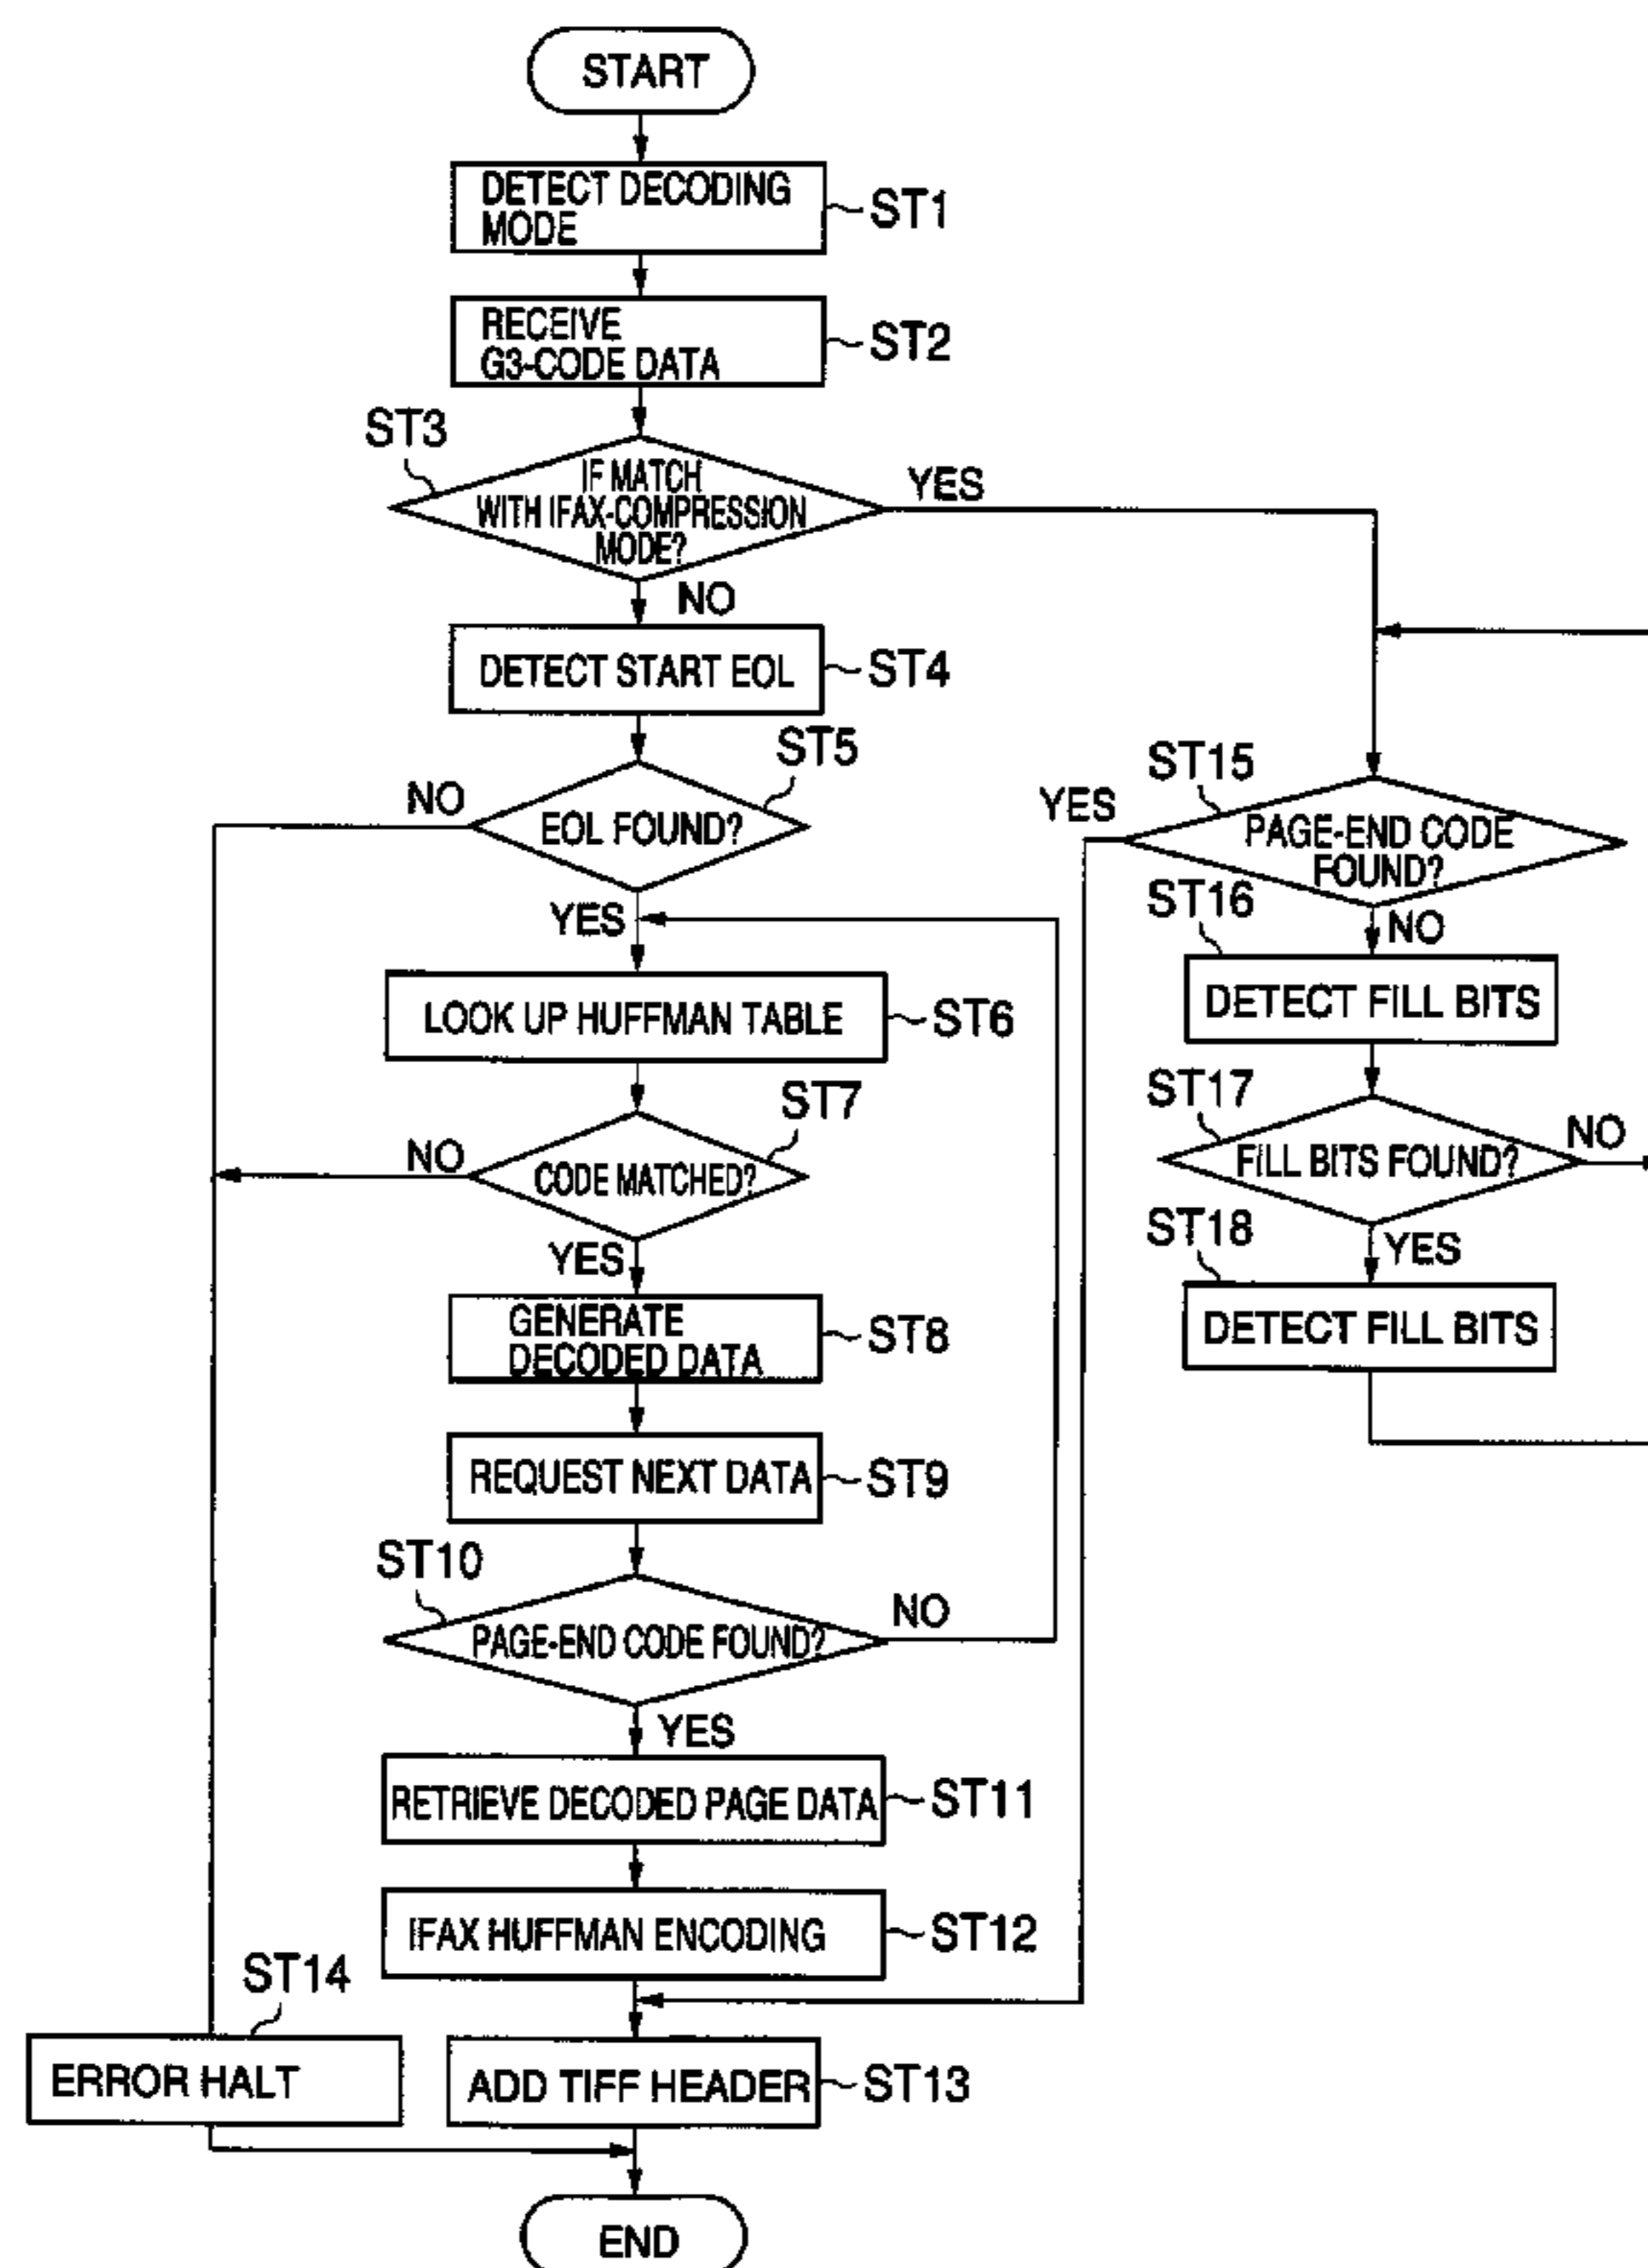 START
DETECT DECODING
MODE
ST1
RECEIVE
G3-CODE DATA
ST2
ST3
IF MATCH
WITH IFAX-COMPRESSION
MODE?
YES
NO
DETECT START EOL
ST4
ST5
NO
EOL FOUND?
YES
LOOK UP HUFFMAN TABLE
ST6
ST7
NO
CODE MATCHED?
YES
GENERATE
DECODED DATA
ST8
REQUEST NEXT DATA
ST9
ST10
NO
PAGE-END CODE FOUND?
YES
RETRIEVE DECODED PAGE DATA
ST11
IFAX HUFFMAN ENCODING
ST12
ST14
ERROR HALT
ADD TIFF HEADER
ST13
END
ST15
YES
PAGE-END CODE
FOUND?
ST16
NO
DETECT FILL BITS
ST17
NO
FILL BITS FOUND?
ST18
YES
DETECT FILL BITS